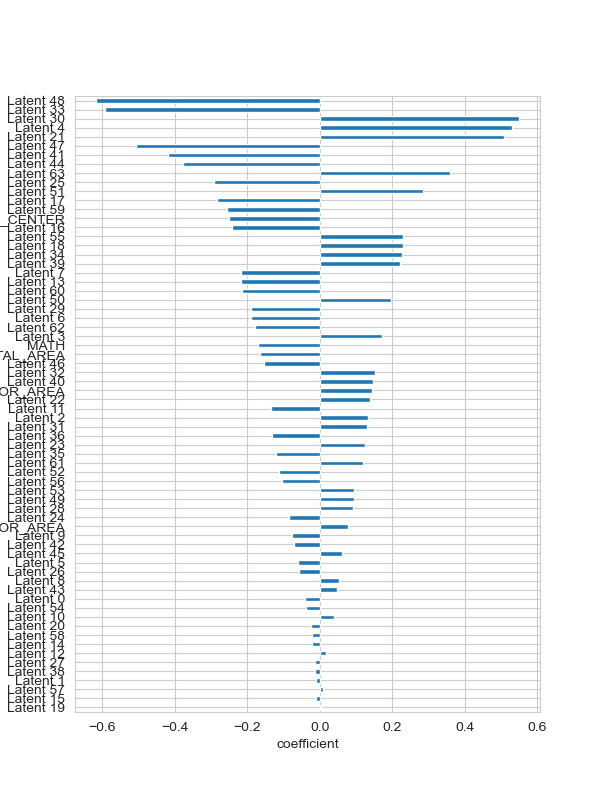 Latent 48
Latent 33
Latent 30
Latent 4
Latent 21
Latent 47
Latent 41
Latent 44
Latent 63
Latent 25
Latent 51
Latent 17
Latent 59
_CENTER
Latent 16
Latent 55
Latent 18
Latent 34
Latent 39
Latent 7
Latent 13
Latent 60
Latent 50
Latent 29
Latent 6
Latent 62
Latent 3
MATH
TAL_AREA
Latent 46
Latent 32
Latent 40
OR_AREA
Latent 22
Latent 11
Latent 2
Latent 31
Latent 36
Latent 23
Latent 35
Latent 61
Latent 52
Latent 56
Latent 53
Latent 49
Latent 28
Latent 24
OR_AREA
Latent 9
Latent 42
Latent 45
Latent 5
Latent 26
Latent 8
Latent 43
Latent 0
Latent 54
Latent 10
Latent 20
Latent 58
Latent 14
Latent 12
Latent 27
Latent 38
Latent 1
Latent 57
Latent 15
Latent 19
−0.6 −0.4 −0.2 0.0 0.2 0.4 0.6
coefficient